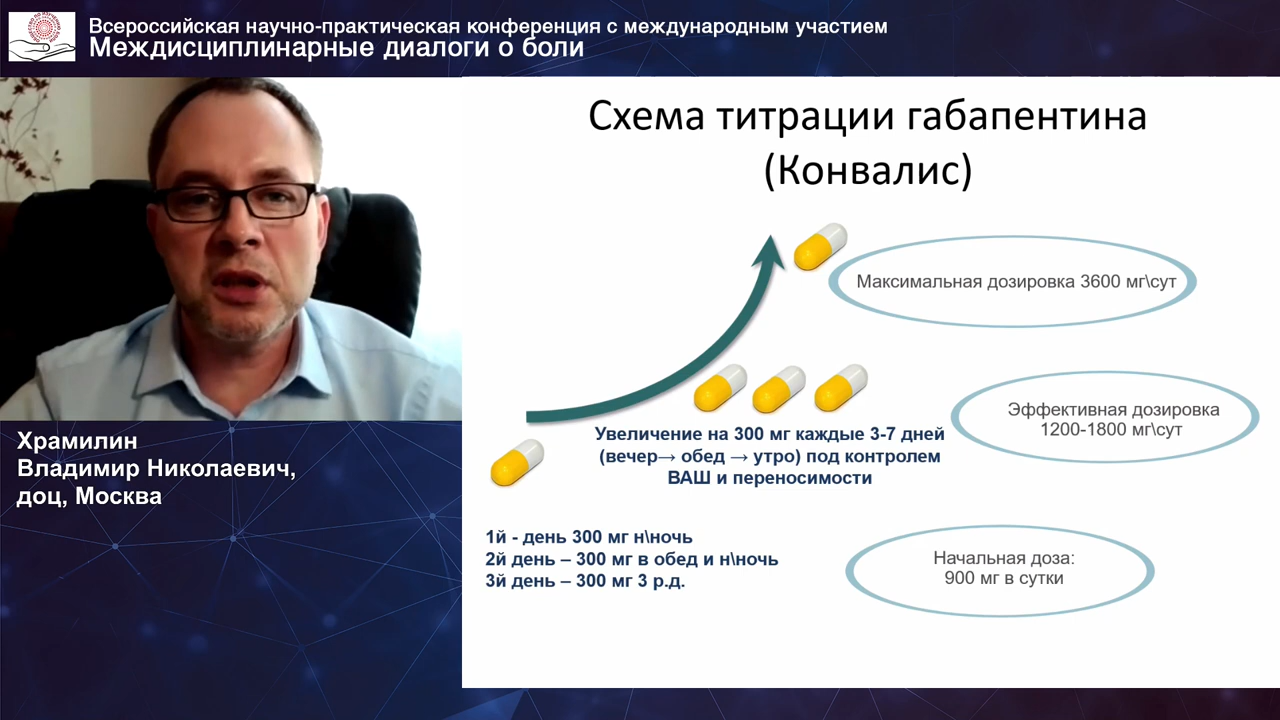 Всероссийская научно-практическая конференция с международным участием
Междисциплинарные диалоги о боли
Схема титрации габапентина
(Конвалис)
Максимальная дозировка 3600 мг\сут
Эффективная дозировка
1200-1800 мг\сут
Увеличение на 300 мг каждые 3-7 дней
(вечер→ обед → утро) под контролем
ВАШ и переносимости
Храмилин
Владимир Николаевич,
доц, Москва
1й - день 300 мг н\ночь
2й день – 300 мг в обед и н\ночь
3й день – 300 мг 3 р.д.
Начальная доза:
900 мг в сутки